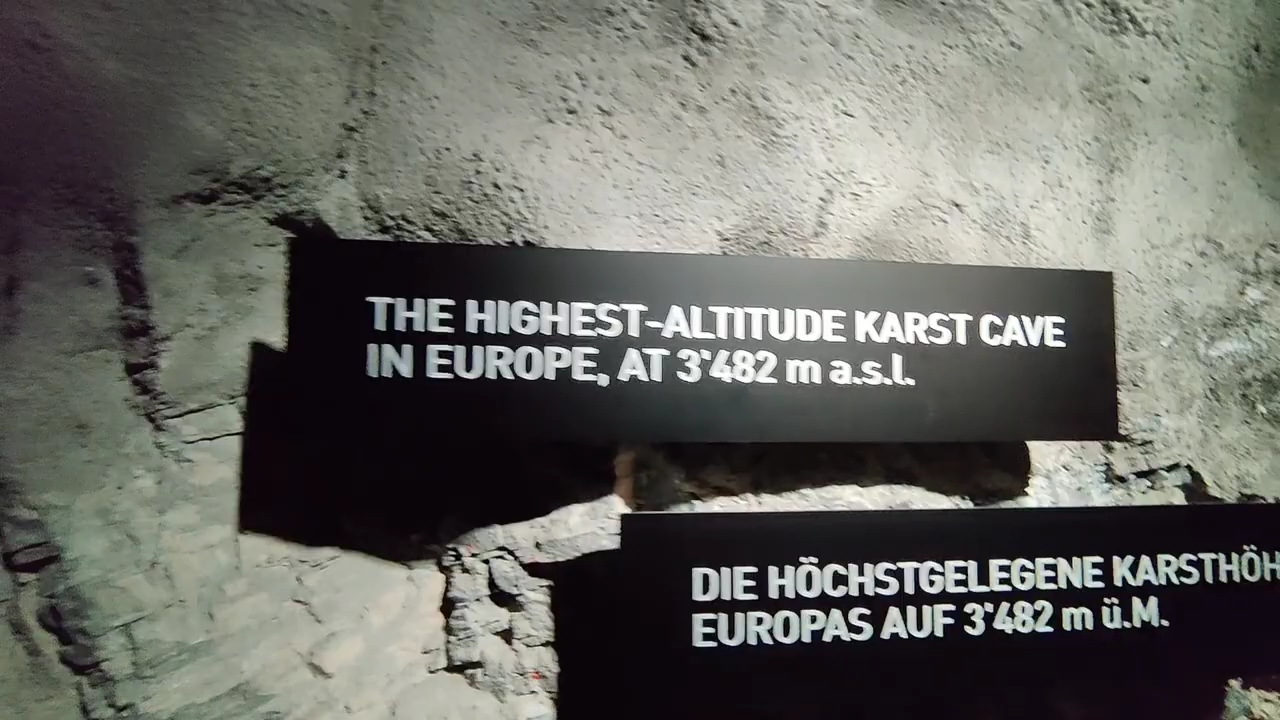 THE HIGHEST-ALTITUDE KARST CAVE
IN EUROPE, AT 3'482 m a.s.l.
DIE HÖCHSTGELEGENE KARSTHÖH
EUROPAS AUF 3'482 m ü.M.